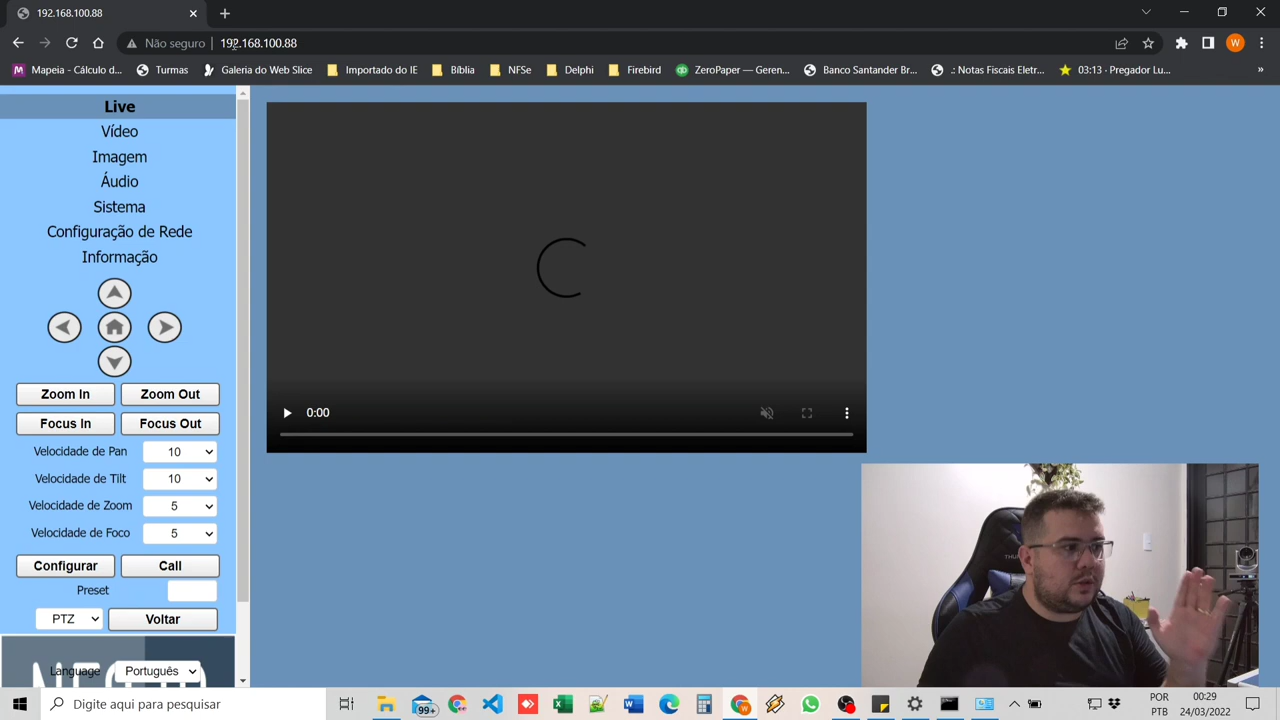 192.168.100.88
Não seguro
192.168.100.88
W
Mapeia - Cálculo d...
Turmas
Galeria do Web Slice
Importado do IE
Bíblia
NFSe
Delphi
Firebird
ZeroPaper — Geren...
Banco Santander Br...
.: Notas Fiscais Eletr...
03:13 - Pregador Lu...
»
Live
Vídeo
Imagem
Áudio
Sistema
Configuração de Rede
Informação
Zoom In
Zoom Out
Focus In
Focus Out
Velocidade de Pan
10
Velocidade de Tilt
10
Velocidade de Zoom
5
Velocidade de Foco
5
Configurar
Call
Preset
PTZ
Voltar
Language
Português
0:00
THU
Digite aqui para pesquisar
99+
POR
PTB
00:29
24/03/2022